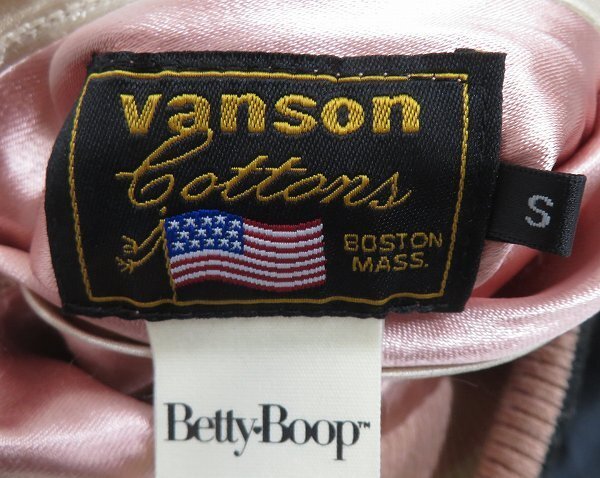 vanson
Cottons
BOSTON
MASS.
S
Betty·Boop™